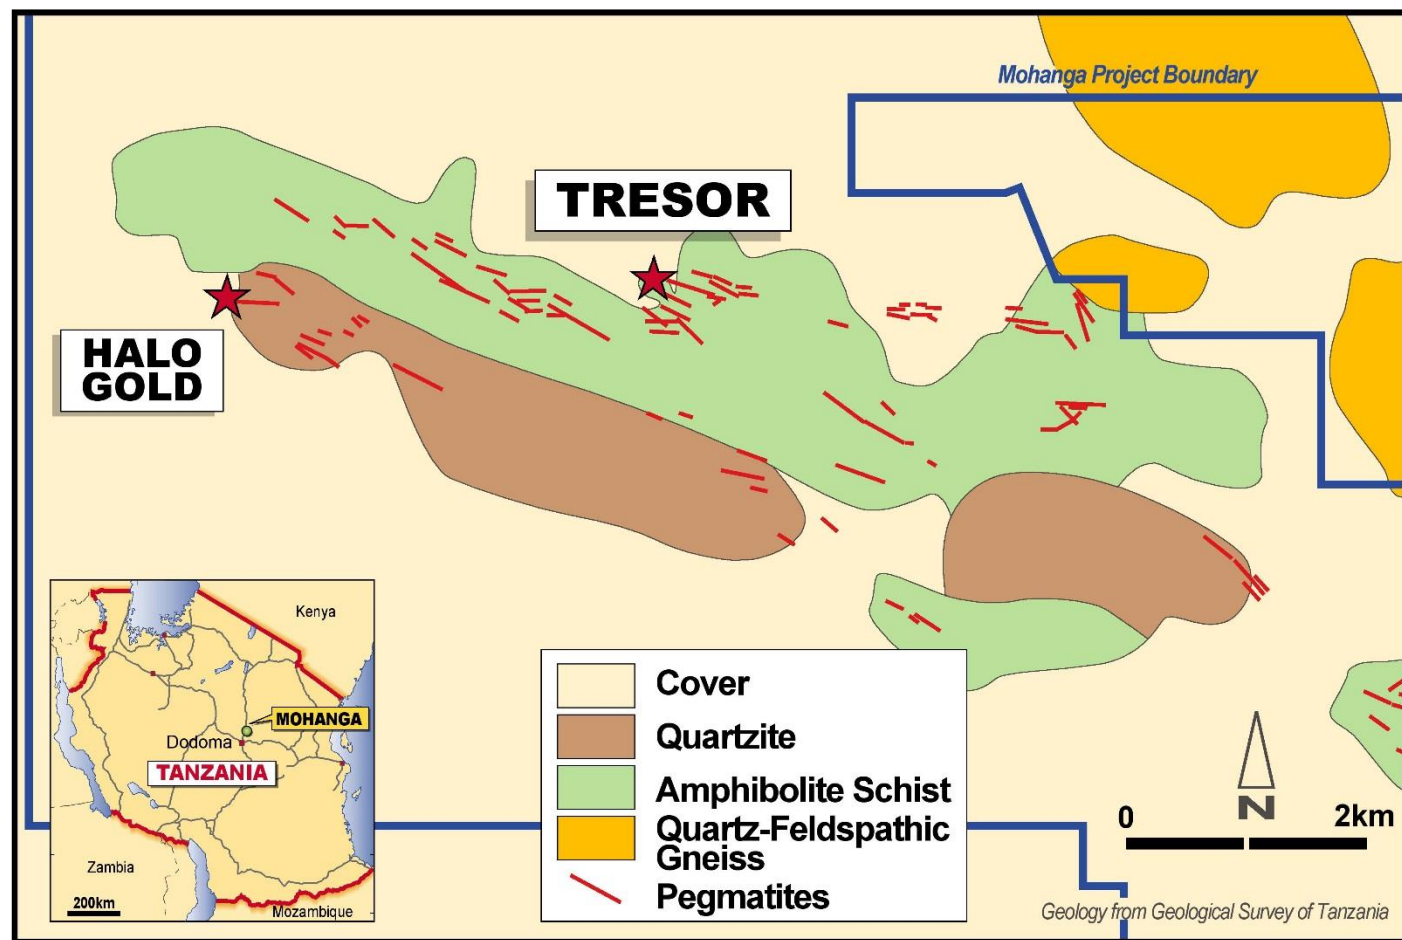 Mohanga Project Boundary
TRESOR
HALO
GOLD
Kenya
MOHANGA
Dodoma
TANZANIA
Zambia
200km
Mozambique
Cover
Quartzite
Amphibolite Schist
Quartz-Feldspathic
Gneiss
Pegmatites
N
0 2km
Geology from Geological Survey of Tanzania